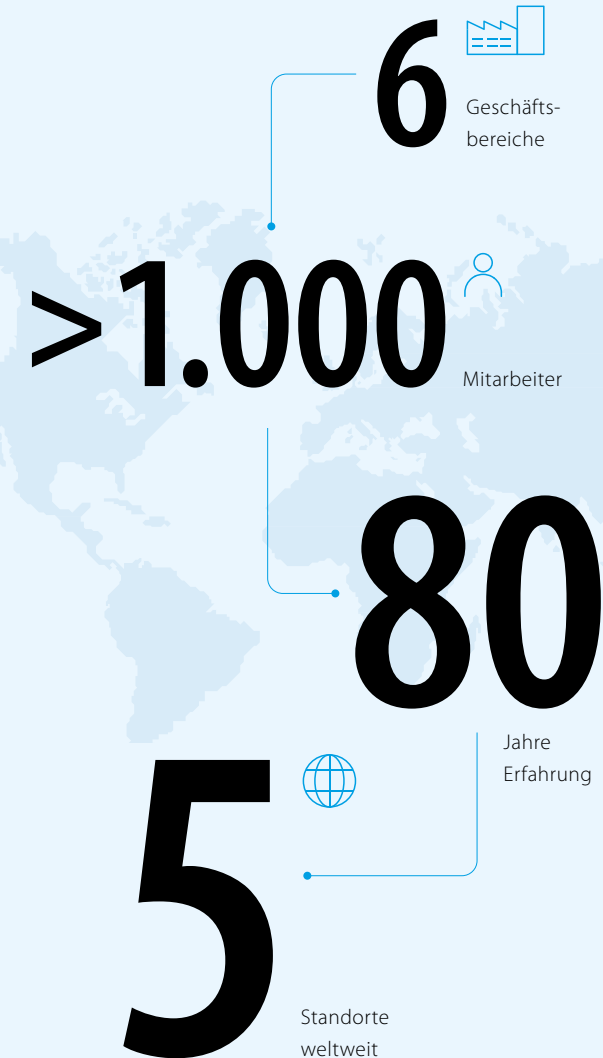 6
Geschäfts-
bereiche
>1.000
Mitarbeiter
80
Jahre
Erfahrung
5
Standorte
weltweit